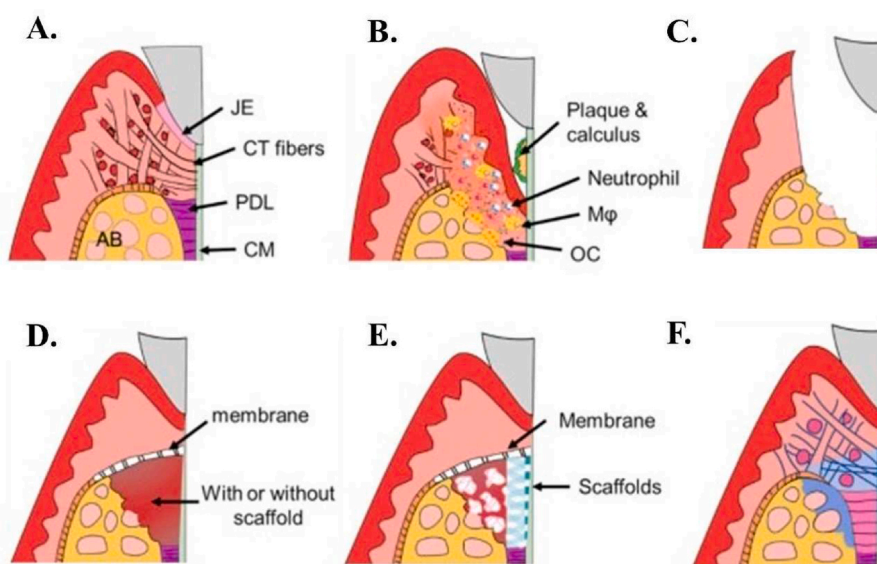 A.
JE
CT fibers
PDL
AB
CM
B.
Plaque &
calculus
Neutrophil
Mφ
OC
C.
D.
membrane
With or without
scaffold
E.
Membrane
Scaffolds
F.